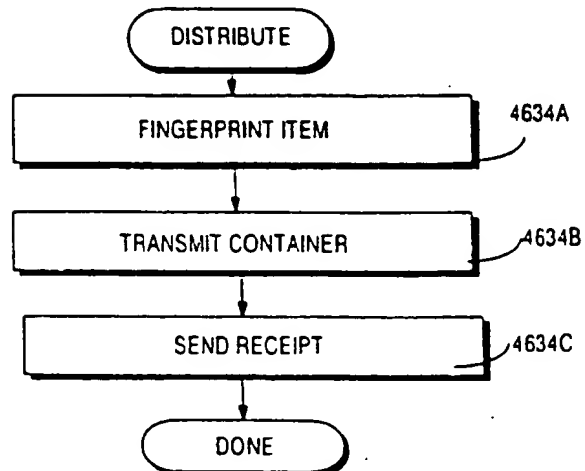 DISTRIBUTE
FINGERPRINT ITEM
4634A
TRANSMIT CONTAINER
4634B
SEND RECEIPT
4634C
DONE